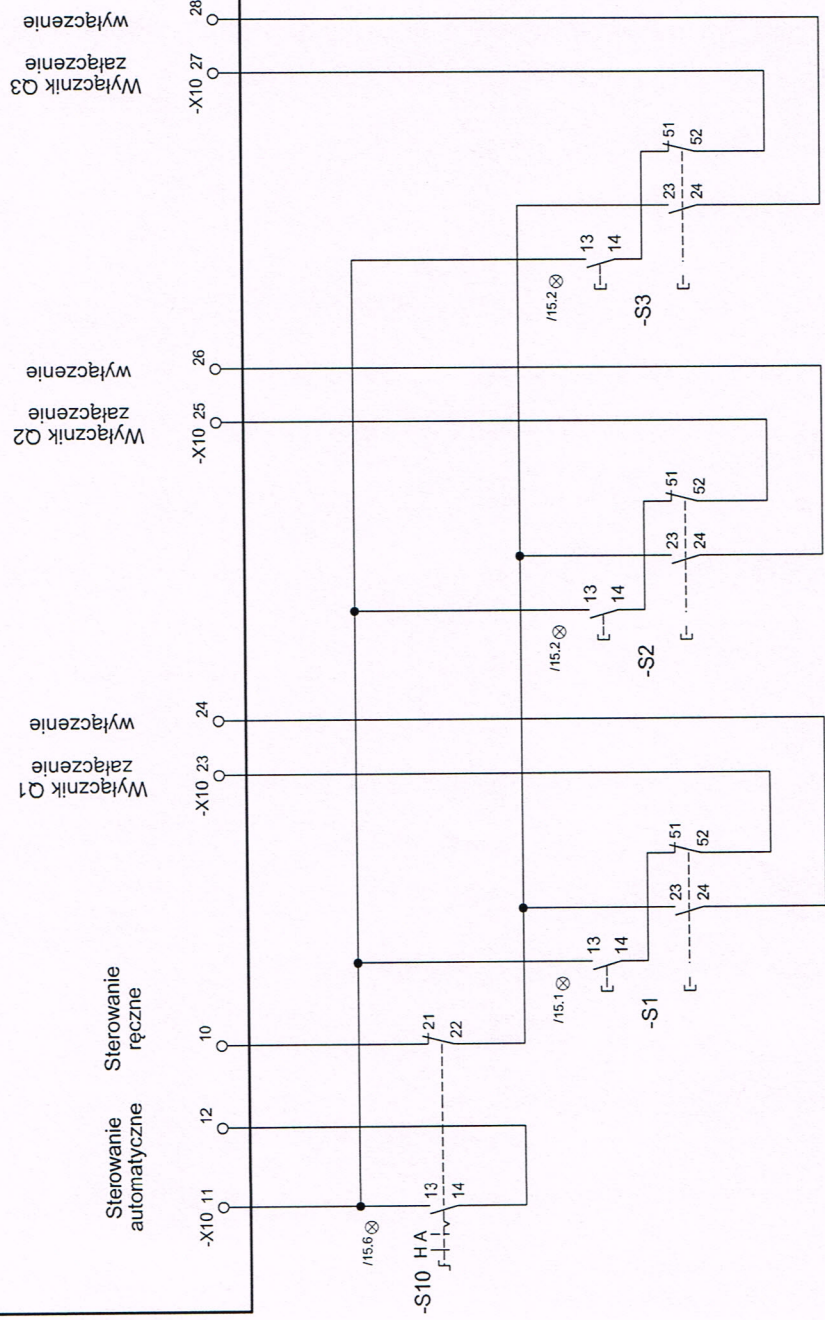 Sterowanie
automatyczne
Sterowanie
ręczne
Wyłącznik Q1
załączenie
wyłączenie
Wyłącznik Q2
załączenie
wyłączenie
Wyłącznik Q3
załączenie
wyłączenie
-X10 11
12
10
-X10 23
24
-X10 25
26
-X10 27
28
/15.6
-S10 H A
13
14
21
22
/15.1
-S1
13
14
23
24
51
52
/15.2
-S2
13
14
23
24
51
52
/15.2
-S3
13
14
23
24
51
52